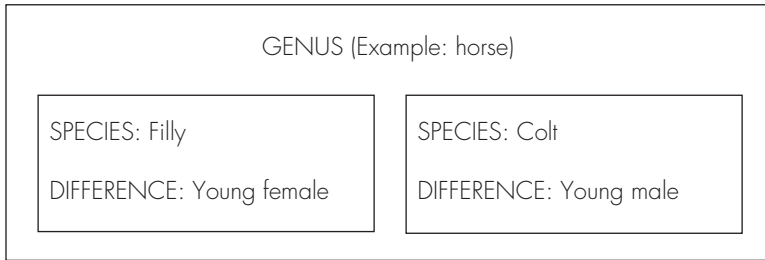 GENUS (Example: horse)
SPECIES: Filly
DIFFERENCE: Young female
SPECIES: Colt
DIFFERENCE: Young male